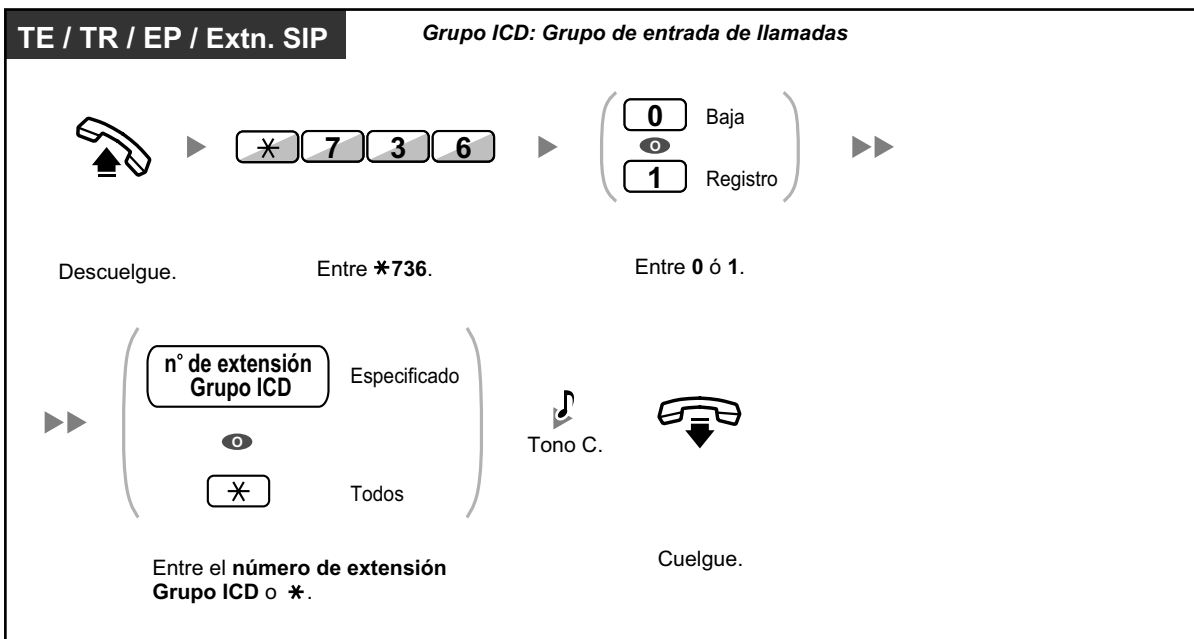 TE / TR / EP / Extn. SIP
Grupo ICD: Grupo de entrada de llamadas
* 7 3 6
0 Baja
o
1 Registro
Descuelgue.
Entre *736.
Entre 0 ó 1.
n° de extensión
Grupo ICD
Especificado
o
* Todos
Tono C.
Entre el número de extensión
Grupo ICD o *.
Cuelgue.